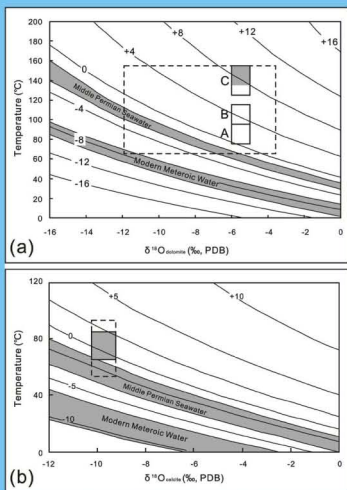 200
180
160
140
120
100
80
60
40
20
0
Temperature (℃)
0
+4
+8
+12
+16
-4
-8
-12
-16
C
B
A
Middle Permian Seawater
Modern Meteroic Water
-16 -14 -12 -10 -8 -6 -4 -2 0
(a)
δ¹⁸O dolomite (‰, PDB)
120
80
40
0
Temperature (℃)
+5
+10
0
-5
-10
Middle Permian Seawater
Modern Meteroic Water
-12 -10 -8 -6 -4 -2 0
(b)
δ¹⁸O calcite (‰, PDB)